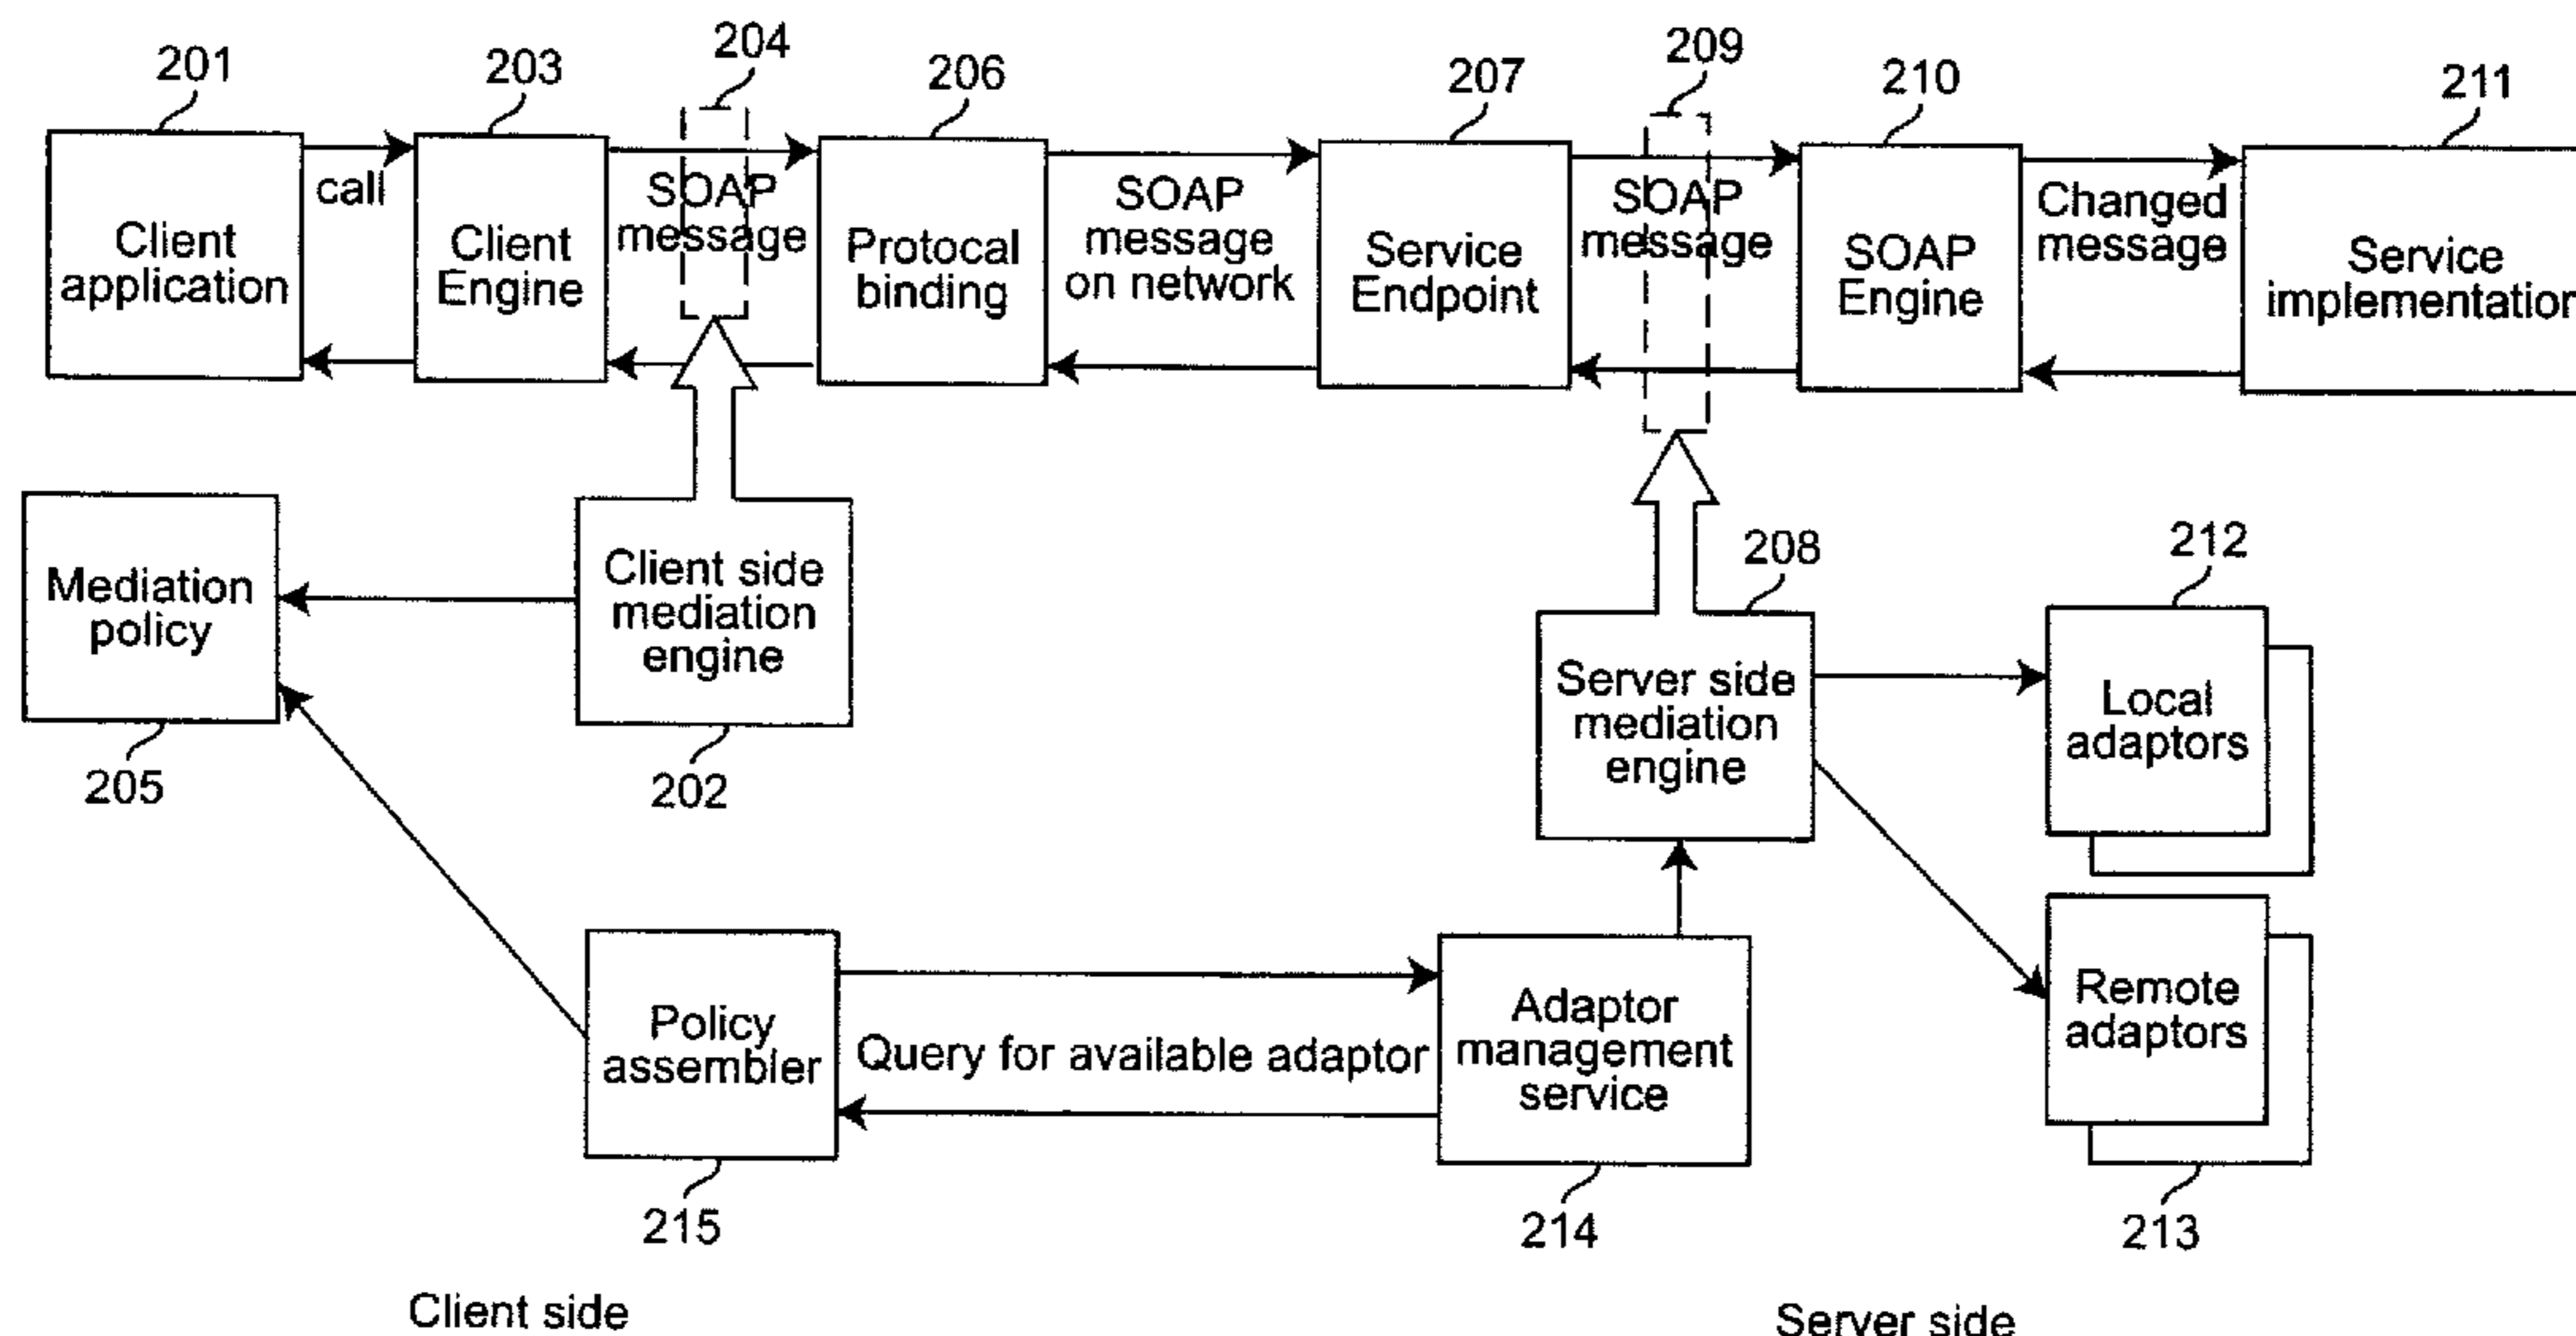 201
203
204
206
207
209
210
211
Client
application
call
Client
Engine
SOAP
message
Protocal
binding
SOAP
message
on network
Service
Endpoint
SOAP
message
SOAP
Engine
Changed
message
Service
implementation
Mediation
policy
205
Client side
mediation
engine
202
208
Server side
mediation
engine
212
Local
adaptors
Remote
adaptors
213
Policy
assembler
215
Query for available adaptor
Adaptor
management
service
214
Client side
Server side